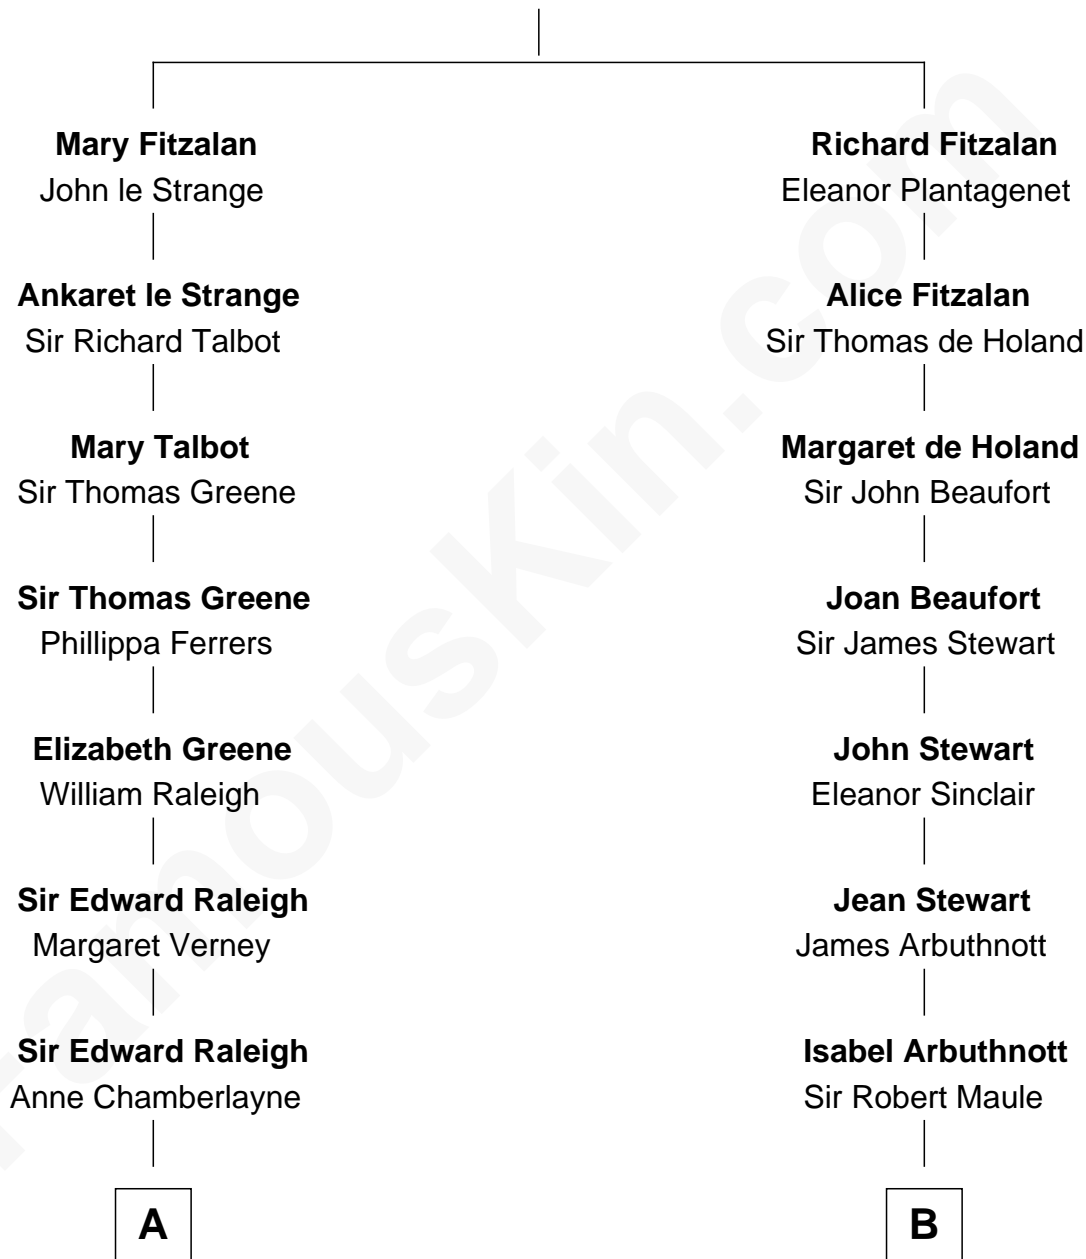 Mary Fitzalan
John le Strange
Richard Fitzalan
Eleanor Plantagenet
Ankaret le Strange
Sir Richard Talbot
Alice Fitzalan
Sir Thomas de Holand
Mary Talbot
Sir Thomas Greene
Margaret de Holand
Sir John Beaufort
Sir Thomas Greene
Phillippa Ferrers
Joan Beaufort
Sir James Stewart
Elizabeth Greene
William Raleigh
John Stewart
Eleanor Sinclair
Sir Edward Raleigh
Margaret Verney
Jean Stewart
James Arbuthnott
Sir Edward Raleigh
Anne Chamberlayne
Isabel Arbuthnott
Sir Robert Maule
A
B
FamousKin.com